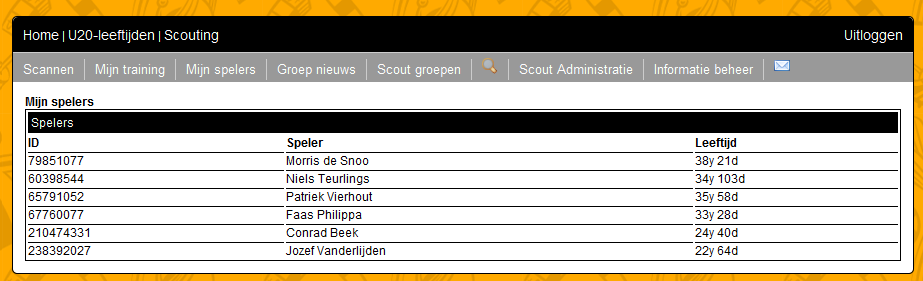 Home | U20-leeftijden | Scouting Uitloggen
Scannen Mijn training Mijn spelers Groep nieuws Scout groepen Scout Administratie Informatie beheer
Mijn spelers
Spelers
ID Speler Leeftijd
79851077 Morris de Snoo 38y 21d
60398544 Niels Teurlings 34y 103d
65791052 Patriek Vierhout 35y 58d
67760077 Faas Philippa 33y 28d
210474331 Conrad Beek 24y 40d
238392027 Jozef Vanderlijden 22y 64d